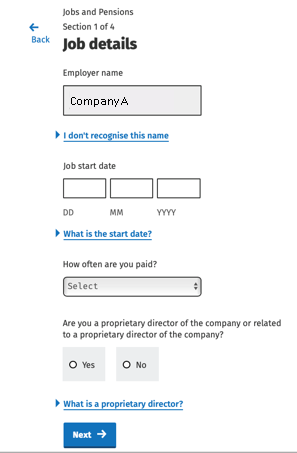 Jobs and Pensions
Section 1 of 4
Back
Job details
Employer name
CompanyA
I don't recognise this name
Job start date
DD MM YYYY
What is the start date?
How often are you paid?
Select
Are you a proprietary director of the company or related
to a proprietary director of the company?
Yes No
What is a proprietary director?
Next